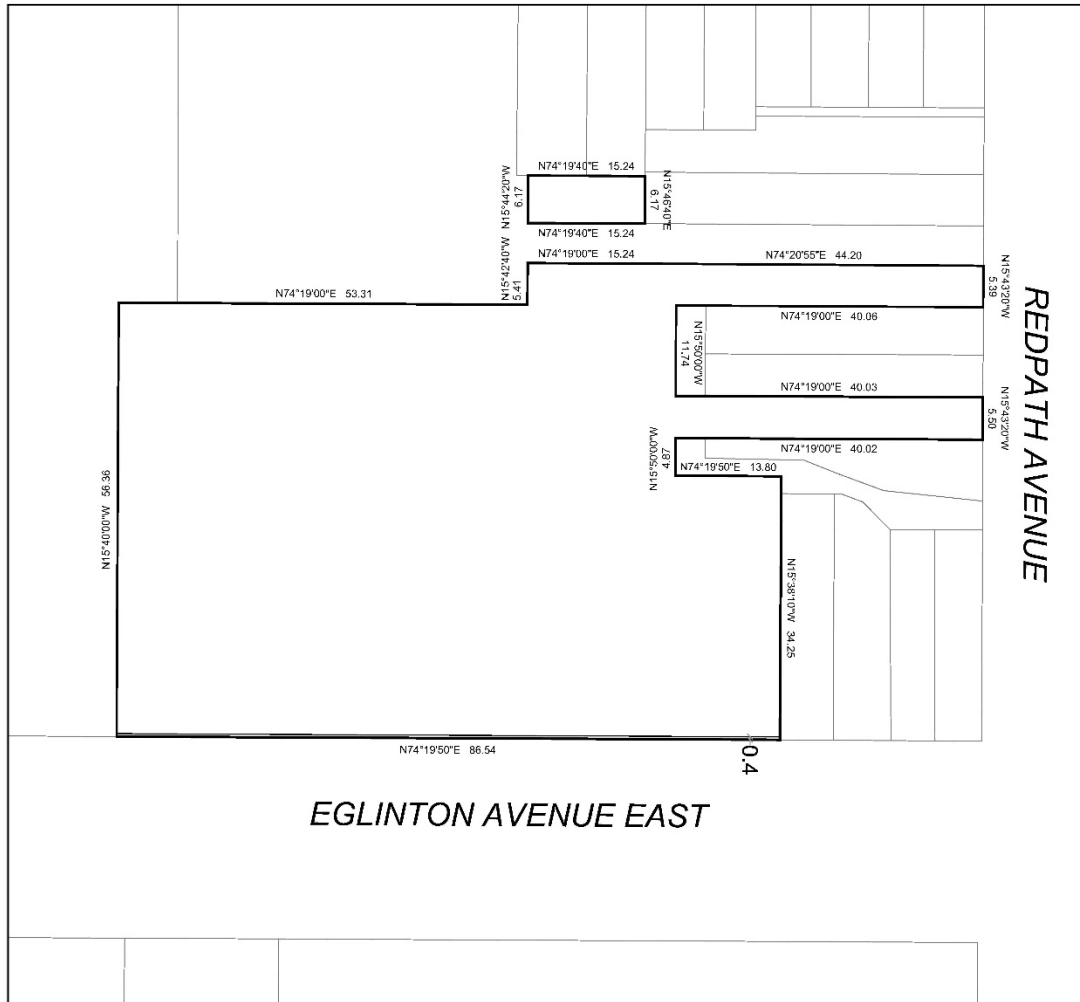 N74°19'40"E 15.24
N15°44'20"W
6.17
N15°46'40"E
6.17
N74°19'40"E 15.24
N74°19'00"E 15.24
N74°20'55"E 44.20
N15°42'40"W
5.41
N15°43'20"W
5.39
N74°19'00"E 53.31
N74°19'00"E 40.06
N15°50'00"W
11.74
REDPATH AVENUE
N74°19'00"E 40.03
N15°43'20"W
5.50
N74°19'00"E 40.02
N15°50'00"W
4.87
N74°19'50"E 13.80
N15°40'00"W 56.36
N15°38'10"W 34.25
N74°19'50"E 86.54
0.4
EGLINTON AVENUE EAST